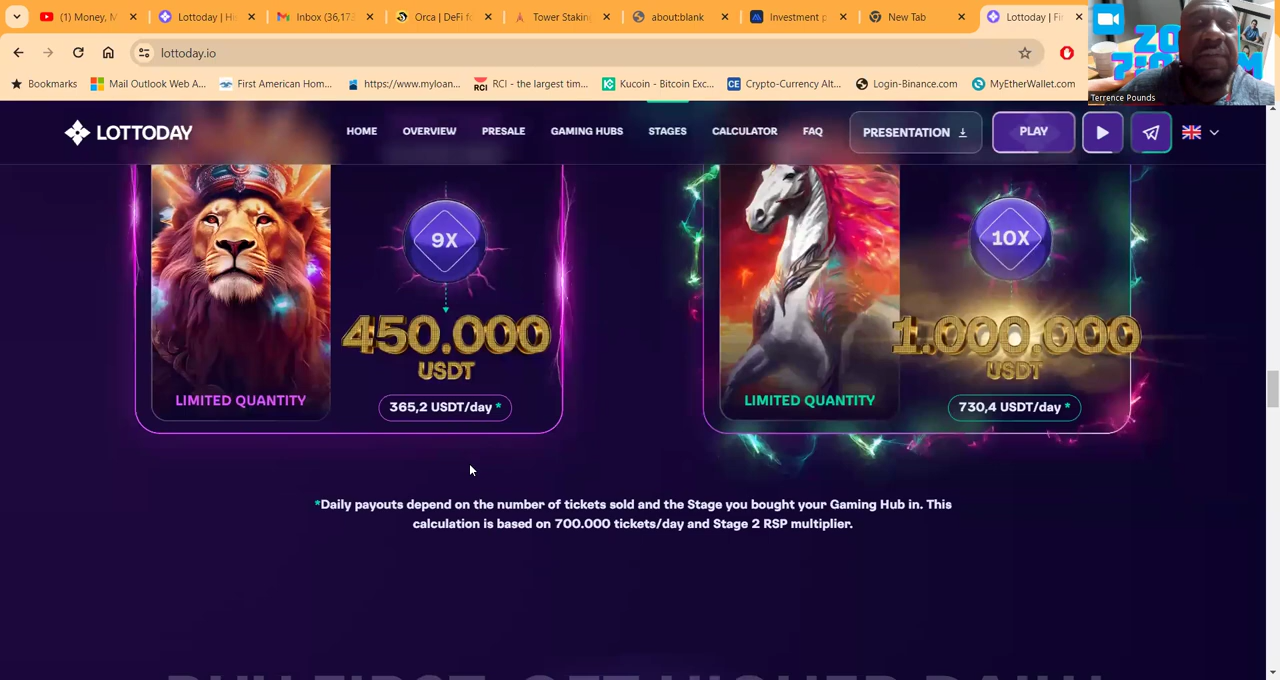 (1) Money, M
Lottoday | H
Inbox (36,173
Orca | DeFi fo
Tower Stakin
about:blank
Investment p
New Tab
Lottoday | Fi
lottoday.io
Bookmarks
Mail Outlook Web A...
First American Hom...
https://www.myloan...
RCI - the largest tim...
Kucoin - Bitcoin Exc...
Crypto-Currency Alt...
Login-Binance.com
MyEtherWallet.com
Terrence Pounds
LOTTODAY
HOME
OVERVIEW
PRESALE
GAMING HUBS
STAGES
CALCULATOR
FAQ
PRESENTATION
PLAY
9X
450.000
USDT
LIMITED QUANTITY
365,2 USDT/day *
10X
1.000.000
USDT
LIMITED QUANTITY
730,4 USDT/day *
*Daily payouts depend on the number of tickets sold and the Stage you bought your Gaming Hub in. This
calculation is based on 700.000 tickets/day and Stage 2 RSP multiplier.